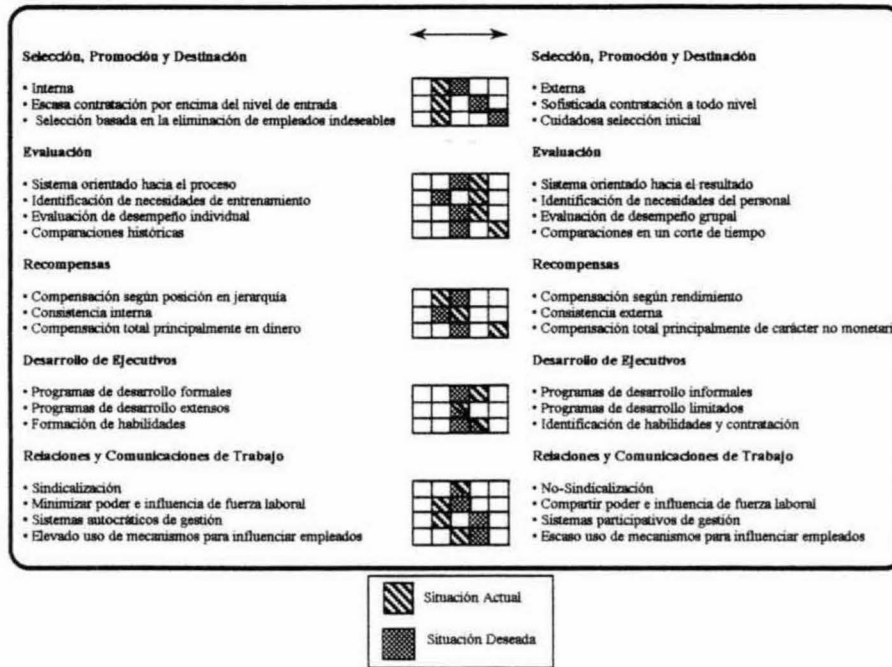 Selección, Promoción y Destinación
• Interna
• Escasa contratación por encima del nivel de entrada
• Selección basada en la eliminación de empleados indeseables
Evaluación
• Sistema orientado hacia el proceso
• Identificación de necesidades de entrenamiento
• Evaluación de desempeño individual
• Comparaciones históricas
Recompensas
• Compensación según posición en jerarquía
• Consistencia interna
• Compensación total principalmente en dinero
Desarrollo de Ejecutivos
• Programas de desarrollo formales
• Programas de desarrollo extensos
• Formación de habilidades
Relaciones y Comunicaciones de Trabajo
• Sindicalización
• Minimizar poder e influencia de fuerza laboral
• Sistemas autocráticos de gestión
• Elevado uso de mecanismos para influenciar empleados
Selección, Promoción y Destinación
• Externa
• Sofisticada contratación a todo nivel
• Cuidadosa selección inicial
Evaluación
• Sistema orientado hacia el resultado
• Identificación de necesidades del personal
• Evaluación de desempeño grupal
• Comparaciones en un corte de tiempo
Recompensas
• Compensación según rendimiento
• Consistencia externa
• Compensación total principalmente de carácter no monetari
Desarrollo de Ejecutivos
• Programas de desarrollo informales
• Programas de desarrollo limitados
• Identificación de habilidades y contratación
Relaciones y Comunicaciones de Trabajo
• No-Sindicalización
• Compartir poder e influencia de fuerza laboral
• Sistemas participativos de gestión
• Escaso uso de mecanismos para influenciar empleados
Situación Actual
Situación Deseada